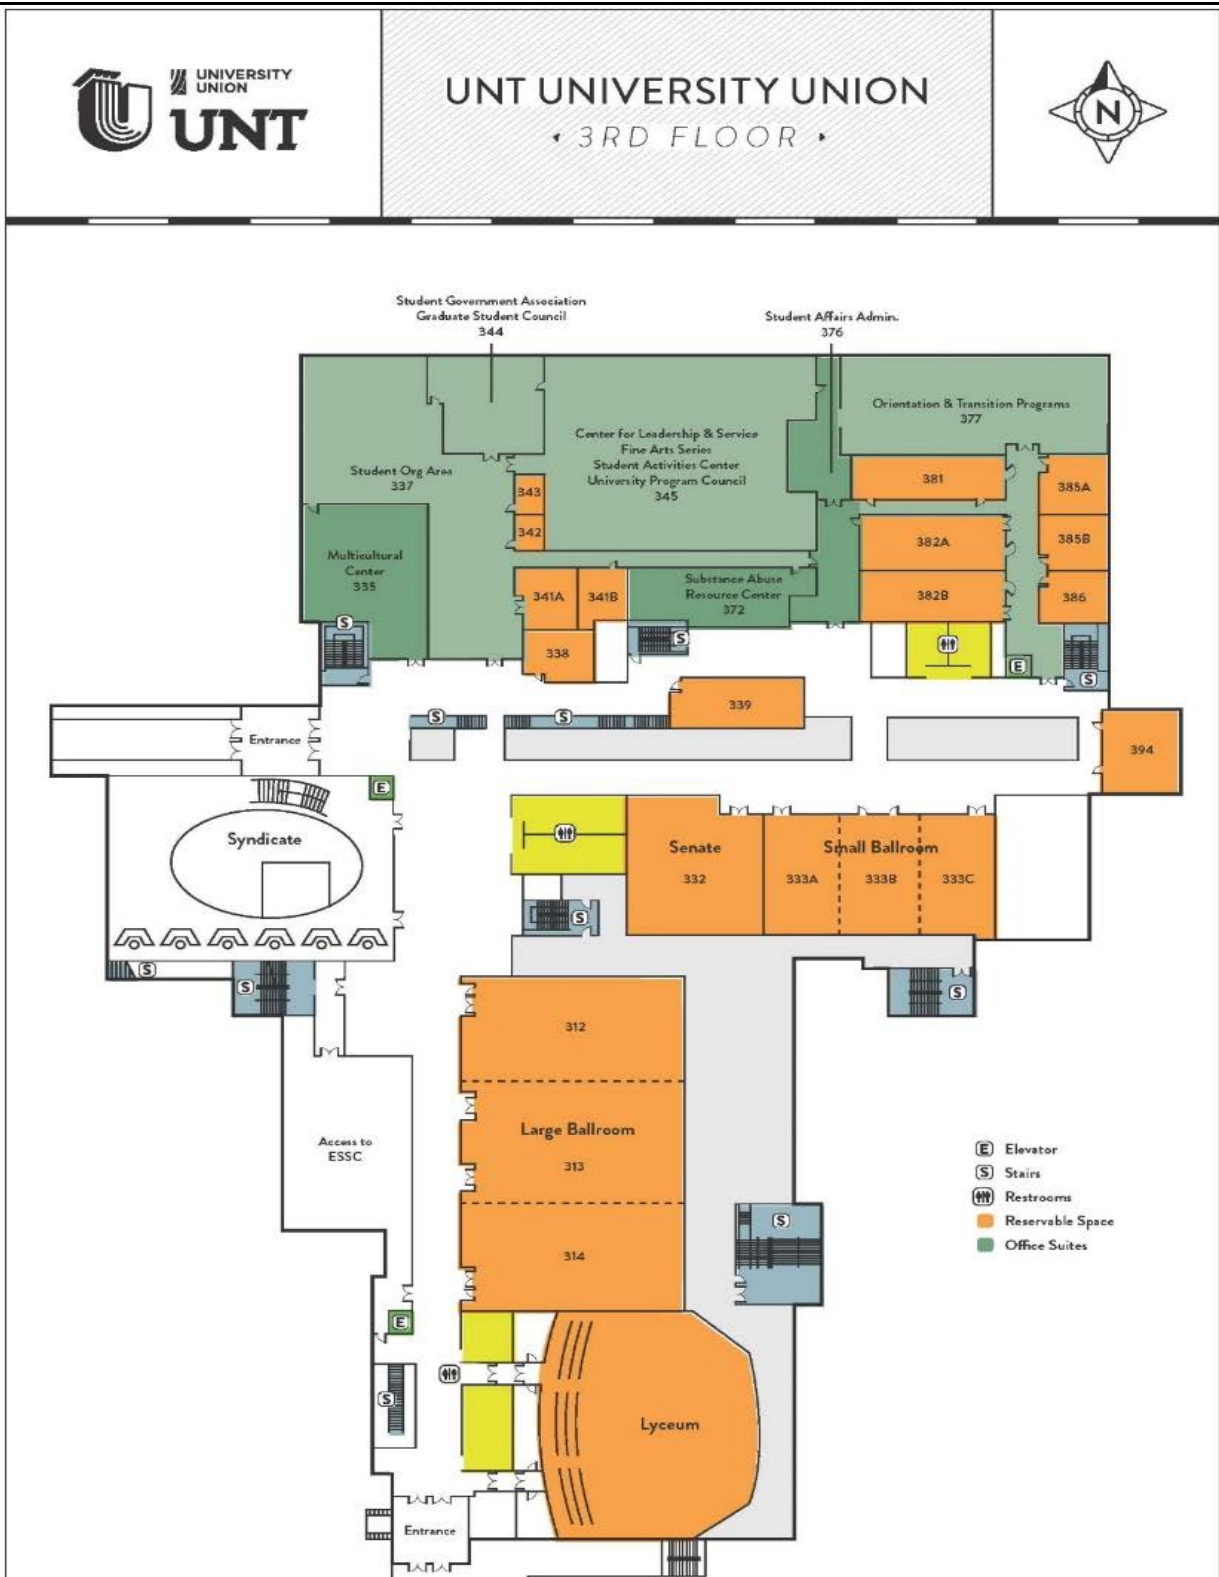 UNIVERSITY
UNION
UNT
UNT UNIVERSITY UNION
3RD FLOOR
N
Student Government Association
Graduate Student Council
344
Student Affairs Admin.
376
Orientation & Transition Programs
377
Center for Leadership & Service
Fine Arts Series
Student Activities Center
University Program Council
345
Student Org Area
337
343
342
381
385A
382A
385B
Multicultural
Center
335
341A
341B
Substance Abuse
Resource Center
372
382B
386
S
S
338
E
S
339
S
S
Entrance
394
E
Syndicate
Senate
332
Small Ballroom
333A
333B
333C
S
S
S
S
312
Large Ballroom
313
Access to
ESSC
314
S
E
S
Lyceum
Entrance
E Elevator
S Stairs
Restrooms
Reservable Space
Office Suites